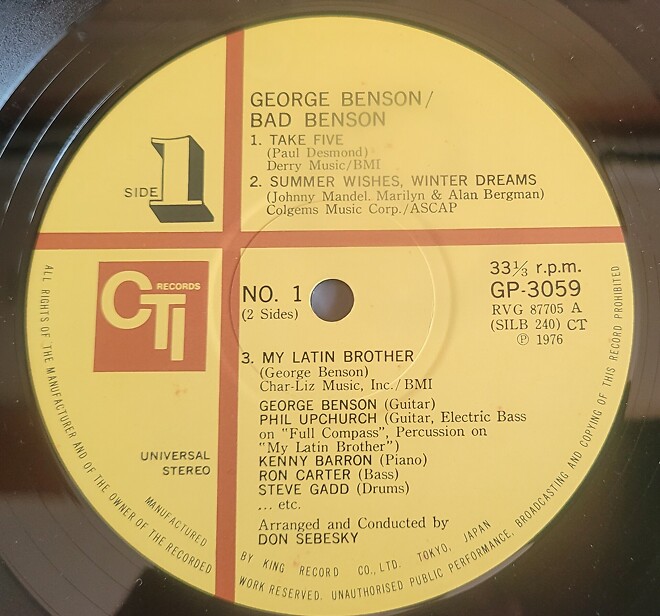 GEORGE BENSON/
BAD BENSON
1. TAKE FIVE
(Paul Desmond)
Derry Music/BMI
2. SUMMER WISHES, WINTER DREAMS
(Johnny Mandel. Marilyn & Alan Bergman)
Colgems Music Corp./ASCAP
SIDE 1
CTI RECORDS
NO. 1
(2 Sides)
33⅓ r.p.m.
GP-3059
RVG 87705 A
(SILB 240) CT
℗ 1976
3. MY LATIN BROTHER
(George Benson)
Char-Liz Music, Inc./BMI
GEORGE BENSON (Guitar)
PHIL UPCHURCH (Guitar, Electric Bass
on "Full Compass", Percussion on
"My Latin Brother")
KENNY BARRON (Piano)
RON CARTER (Bass)
STEVE GADD (Drums)
... etc.
Arranged and Conducted by
DON SEBESKY
UNIVERSAL
STEREO
MANUFACTURED BY KING RECORD CO., LTD. TOKYO, JAPAN
ALL RIGHTS OF THE MANUFACTURER AND OF THE OWNER OF THE RECORDED WORK RESERVED. UNAUTHORISED PUBLIC PERFORMANCE, BROADCASTING AND COPYING OF THIS RECORD PROHIBITED